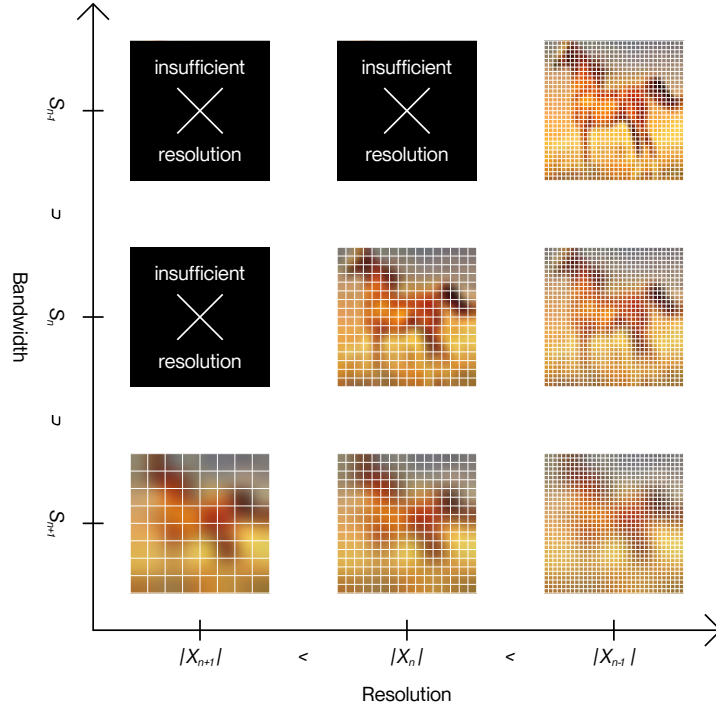 insufficient
resolution
insufficient
resolution
S_{n-1}
⊃
insufficient
resolution
S_n
⊃
S_{n+1}
Bandwidth
|X_{n+1}| < |X_n| < |X_{n-1}|
Resolution